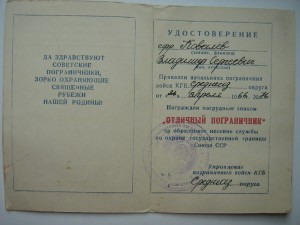 ДА ЗДРАВСТВУЮТ
СОВЕТСКИЕ
ПОГРАНИЧНИКИ,
ЗОРКО ОХРАНЯЮЩИЕ
СВЯЩЕННЫЕ
РУБЕЖИ
НАШЕЙ РОДИНЫ!
УДОСТОВЕРЕНИЕ
Владимир Сергеевич
Приказом начальника пограничных
войск КГБ округа
от апреля 1966
Награжден нагрудным знаком
"ОТЛИЧНЫЙ ПОГРАНИЧНИК"
за образцовое несение службы
по охране государственной границы
Союза ССР
Управление
пограничных войск КГБ
округа